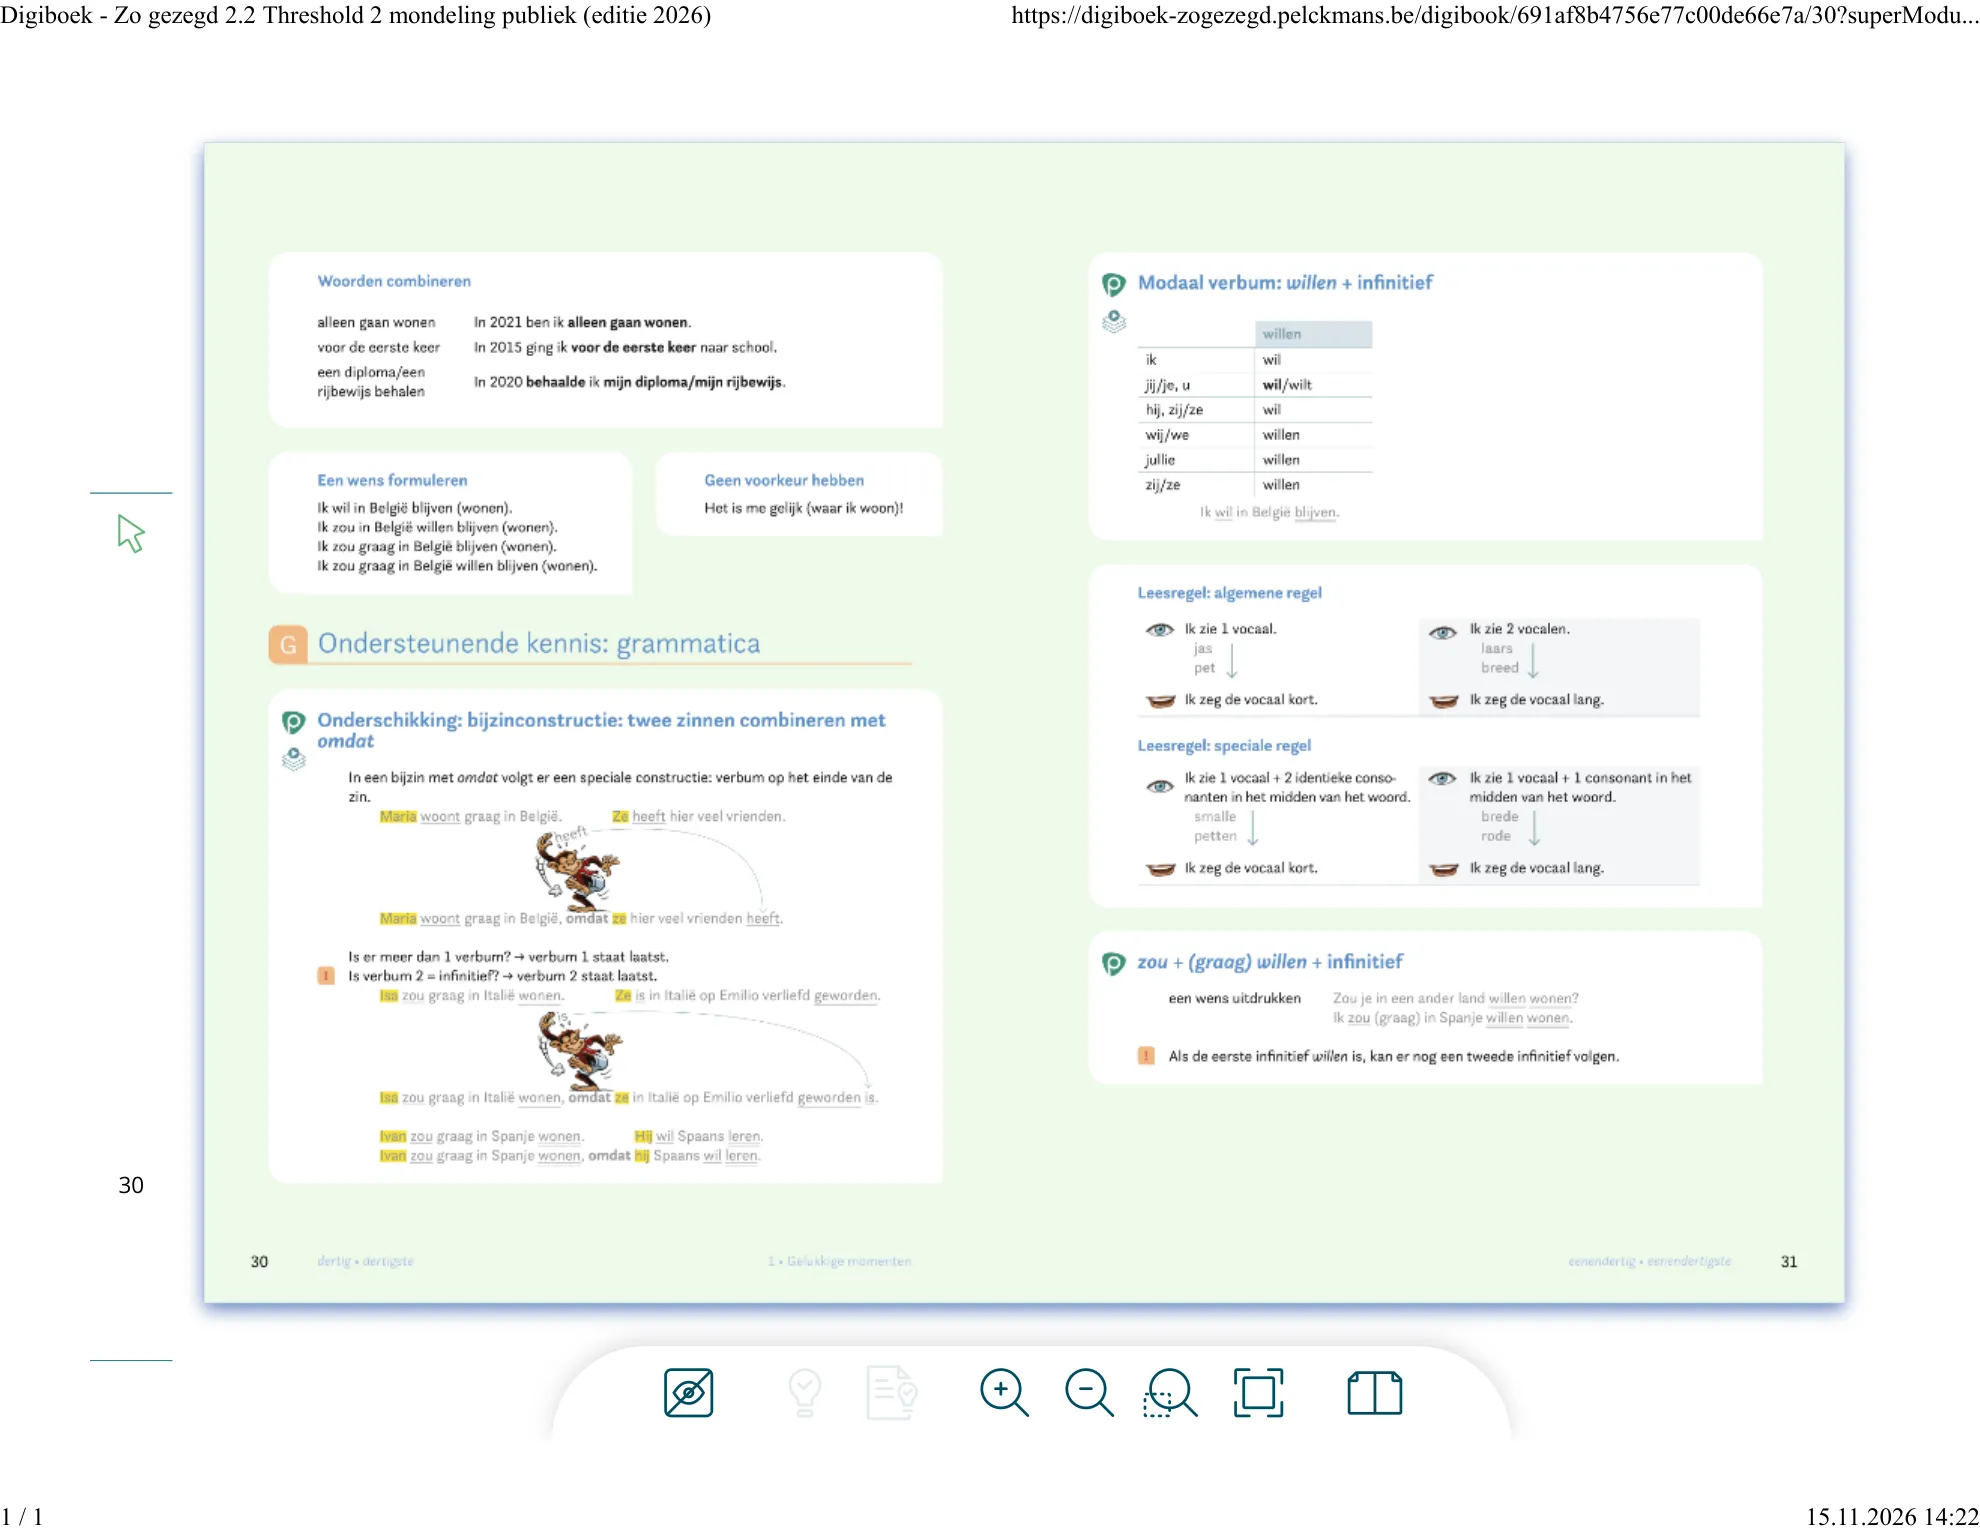 Digiboek - Zo gezegd 2.2 Threshold 2 mondeling publiek (editie 2026)
https://digiboek-zogezegd.pelckmans.be/digibook/691af8b4756e77c00de66e7a/30?superModu...
Woorden combineren
alleen gaan wonen In 2021 ben ik alleen gaan wonen.
voor de eerste keer In 2015 ging ik voor de eerste keer naar school.
een diploma/een
rijbewijs behalen In 2020 behaalde ik mijn diploma/mijn rijbewijs.
Een wens formuleren
Ik wil in België blijven (wonen).
Ik zou in België willen blijven (wonen).
Ik zou graag in België blijven (wonen).
Ik zou graag in België willen blijven (wonen).
Geen voorkeur hebben
Het is me gelijk (waar ik woon)!
G Ondersteunende kennis: grammatica
Onderschikking: bijzinconstructie: twee zinnen combineren met
omdat
In een bijzin met omdat volgt er een speciale constructie: verbum op het einde van de
zin.
Maria woont graag in België. Ze heeft hier veel vrienden.
heeft
Maria woont graag in België, omdat ze hier veel vrienden heeft.
Is er meer dan 1 verbum? → verbum 1 staat laatst.
! Is verbum 2 = infinitief? → verbum 2 staat laatst.
Isa zou graag in Italië wonen. Ze is in Italië op Emilio verliefd geworden.
is
Isa zou graag in Italië wonen, omdat ze in Italië op Emilio verliefd geworden is.
Ivan zou graag in Spanje wonen. Hij wil Spaans leren.
Ivan zou graag in Spanje wonen, omdat hij Spaans wil leren.
30
30 dertig • dertigste 1 • Gelukkige momenten
Modaal verbum: willen + infinitief
willen
ik wil
jij/je, u wil/wilt
hij, zij/ze wil
wij/we willen
jullie willen
zij/ze willen
Ik wil in België blijven.
Leesregel: algemene regel
Ik zie 1 vocaal.
jas
pet
Ik zeg de vocaal kort.
Ik zie 2 vocalen.
laars
breed
Ik zeg de vocaal lang.
Leesregel: speciale regel
Ik zie 1 vocaal + 2 identieke conso-
nanten in het midden van het woord.
smalle
petten
Ik zeg de vocaal kort.
Ik zie 1 vocaal + 1 consonant in het
midden van het woord.
brede
rode
Ik zeg de vocaal lang.
zou + (graag) willen + infinitief
een wens uitdrukken Zou je in een ander land willen wonen?
Ik zou (graag) in Spanje willen wonen.
! Als de eerste infinitief willen is, kan er nog een tweede infinitief volgen.
eenendertig • eenendertigste 31
1 / 1
15.11.2026 14:22